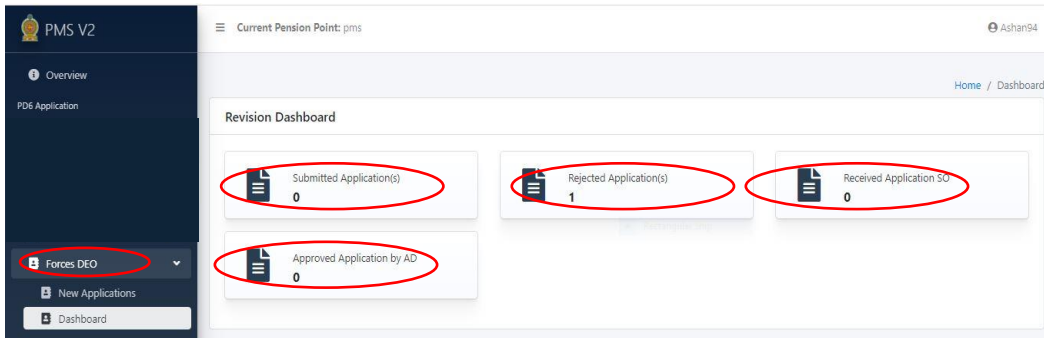 PMS V2
Current Pension Point: pms
Ashan94
Overview
PD6 Application
Home / Dashboard
Revision Dashboard
Submitted Application(s)
0
Rejected Application(s)
1
Received Application SO
0
Approved Application by AD
0
Forces DEO
New Applications
Dashboard